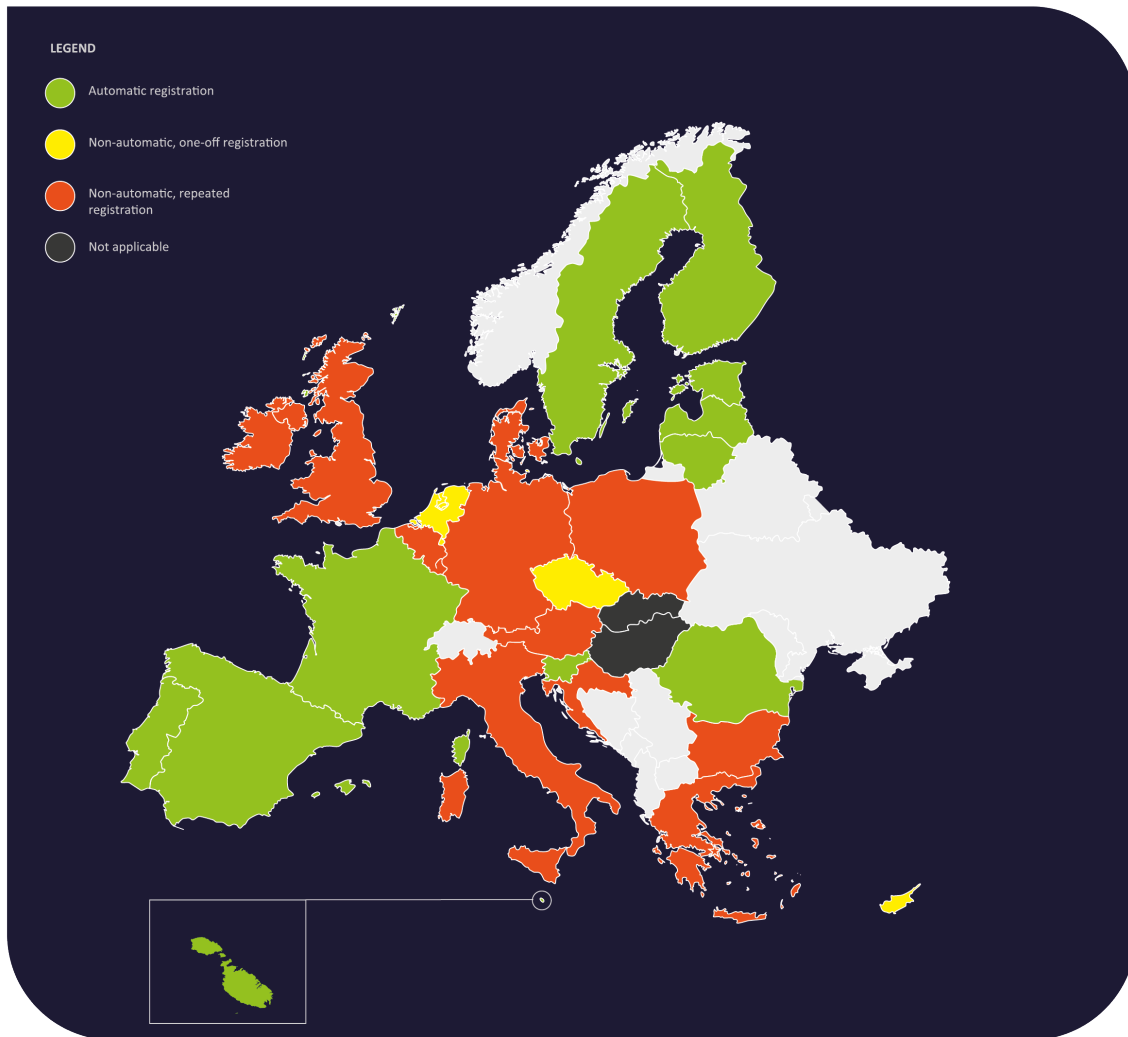 LEGEND
Automatic registration
Non-automatic, one-off registration
Non-automatic, repeated
registration
Not applicable